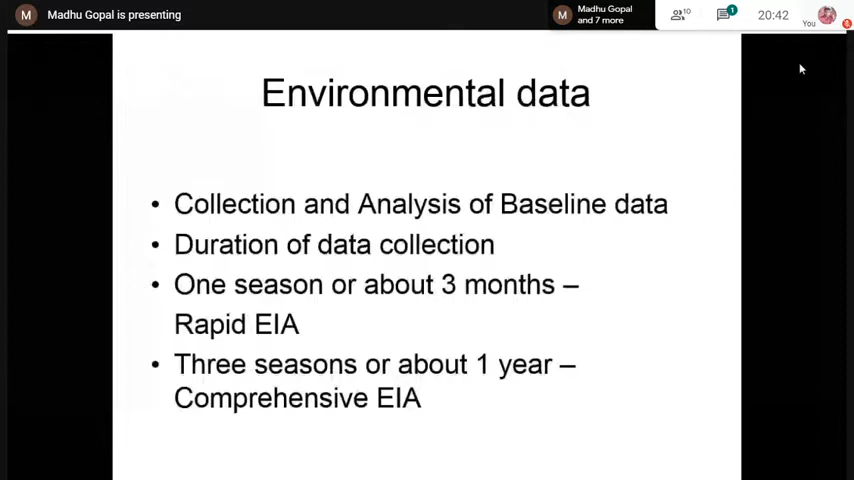 M Madhu Gopal is presenting
M Madhu Gopal
and 7 more
10
1
20:42
You
Environmental data
• Collection and Analysis of Baseline data
• Duration of data collection
• One season or about 3 months –
Rapid EIA
• Three seasons or about 1 year –
Comprehensive EIA